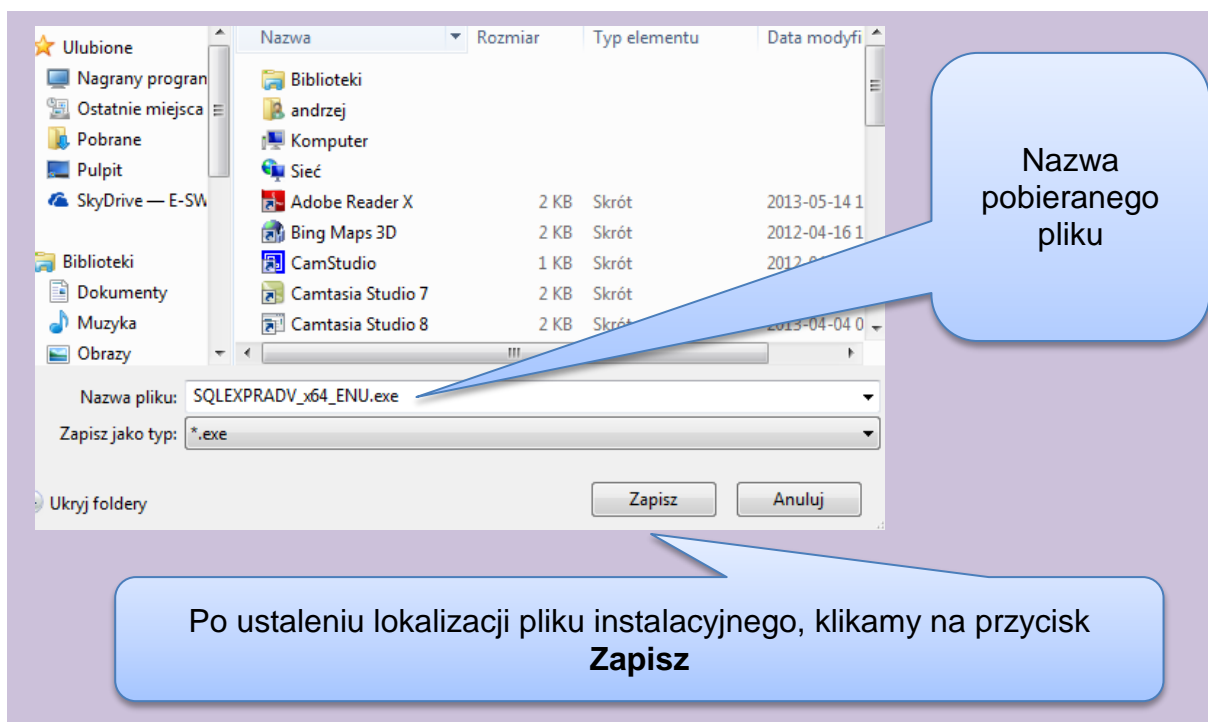 Ulubione
Nagrany progran
Ostatnie miejsca
Pobrane
Pulpit
SkyDrive — E-SW
Biblioteki
Dokumenty
Muzyka
Obrazy
Nazwa Rozmiar Typ elementu Data modyfi
Biblioteki
andrzej
Komputer
Sieć
Adobe Reader X 2 KB Skrót 2013-05-14 1
Bing Maps 3D 2 KB Skrót 2012-04-16 1
CamStudio 1 KB Skrót
Camtasia Studio 7 2 KB Skrót
Camtasia Studio 8 2 KB Skrót 2013-04-04 0
Nazwa pliku: SQLEXPRADV_x64_ENU.exe
Zapisz jako typ: *.exe
Ukryj foldery Zapisz Anuluj
Nazwa
pobieranego
pliku
Po ustaleniu lokalizacji pliku instalacyjnego, klikamy na przycisk
Zapisz